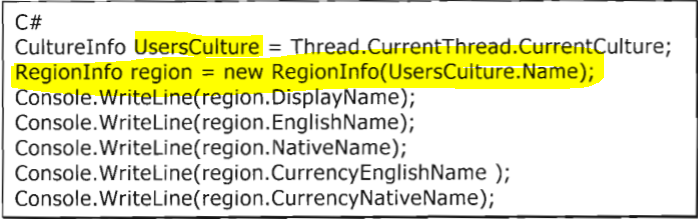 C#
CultureInfo UsersCulture = Thread.CurrentThread.CurrentCulture;
RegionInfo region = new RegionInfo(UsersCulture.Name);
Console.WriteLine(region.DisplayName);
Console.WriteLine(region.EnglishName);
Console.WriteLine(region.NativeName);
Console.WriteLine(region.CurrencyEnglishName );
Console.WriteLine(region.CurrencyNativeName);